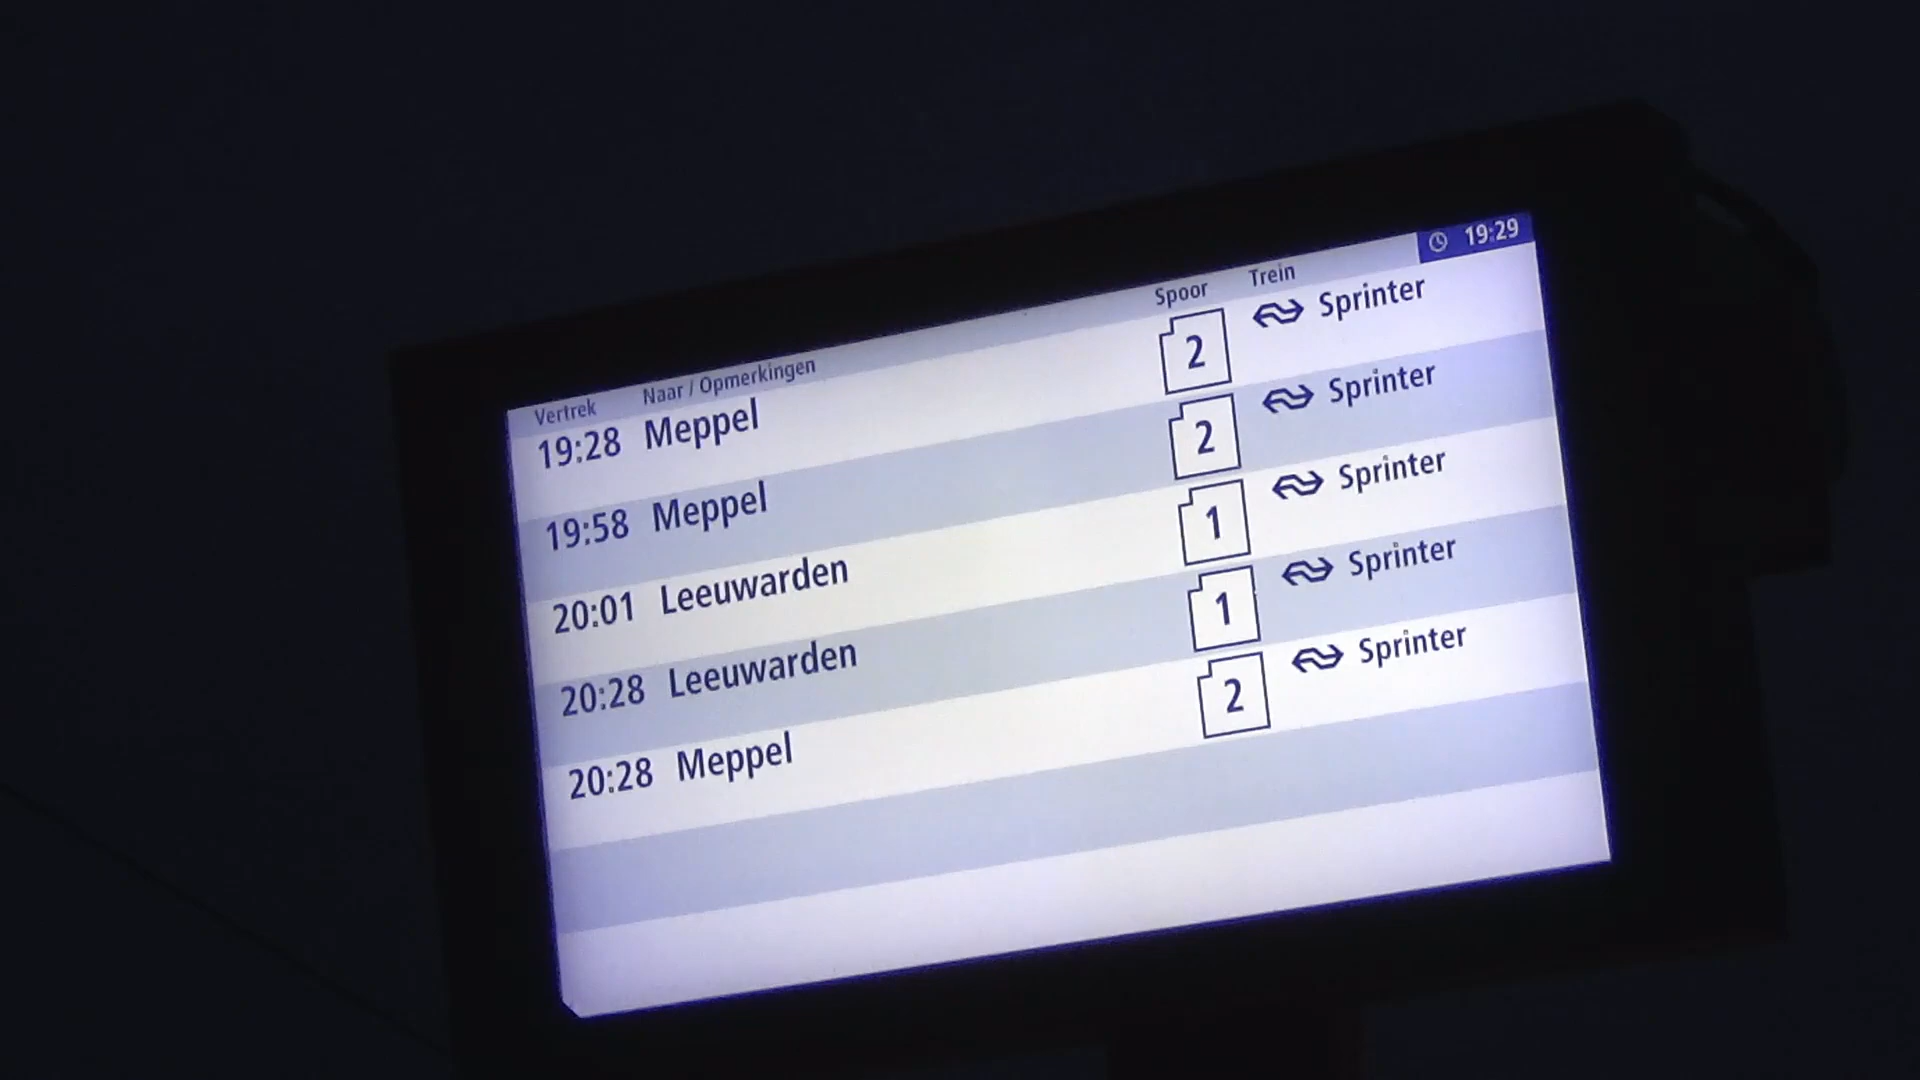 19:29
Vertrek Naar / Opmerkingen Spoor Trein
19:28 Meppel 2 Sprinter
19:58 Meppel 2 Sprinter
20:01 Leeuwarden 1 Sprinter
20:28 Leeuwarden 1 Sprinter
20:28 Meppel 2 Sprinter